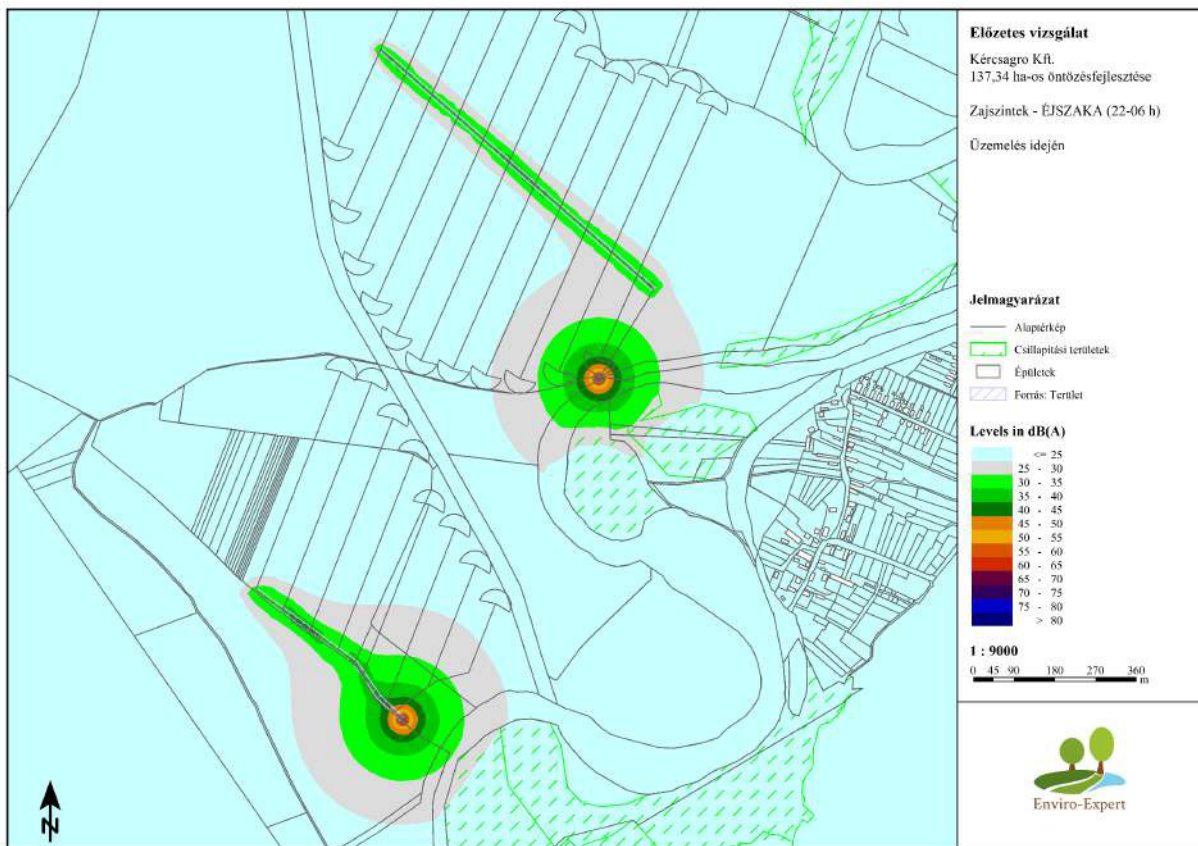 Előzetes vizsgálat
Kércsagro Kft.
137,34 ha-os öntözésfejlesztése
Zajszintek - ÉJSZAKA (22-06 h)
Üzemelés idején
Jelmagyarázat
Alaptérkép
Csillapítási területek
Épületek
Forrás: Terület
Levels in dB(A)
<= 25
25 - 30
30 - 35
35 - 40
40 - 45
45 - 50
50 - 55
55 - 60
60 - 65
65 - 70
70 - 75
75 - 80
> 80
1 : 9000
0 45 90 180 270 360
m
Enviro-Expert
N